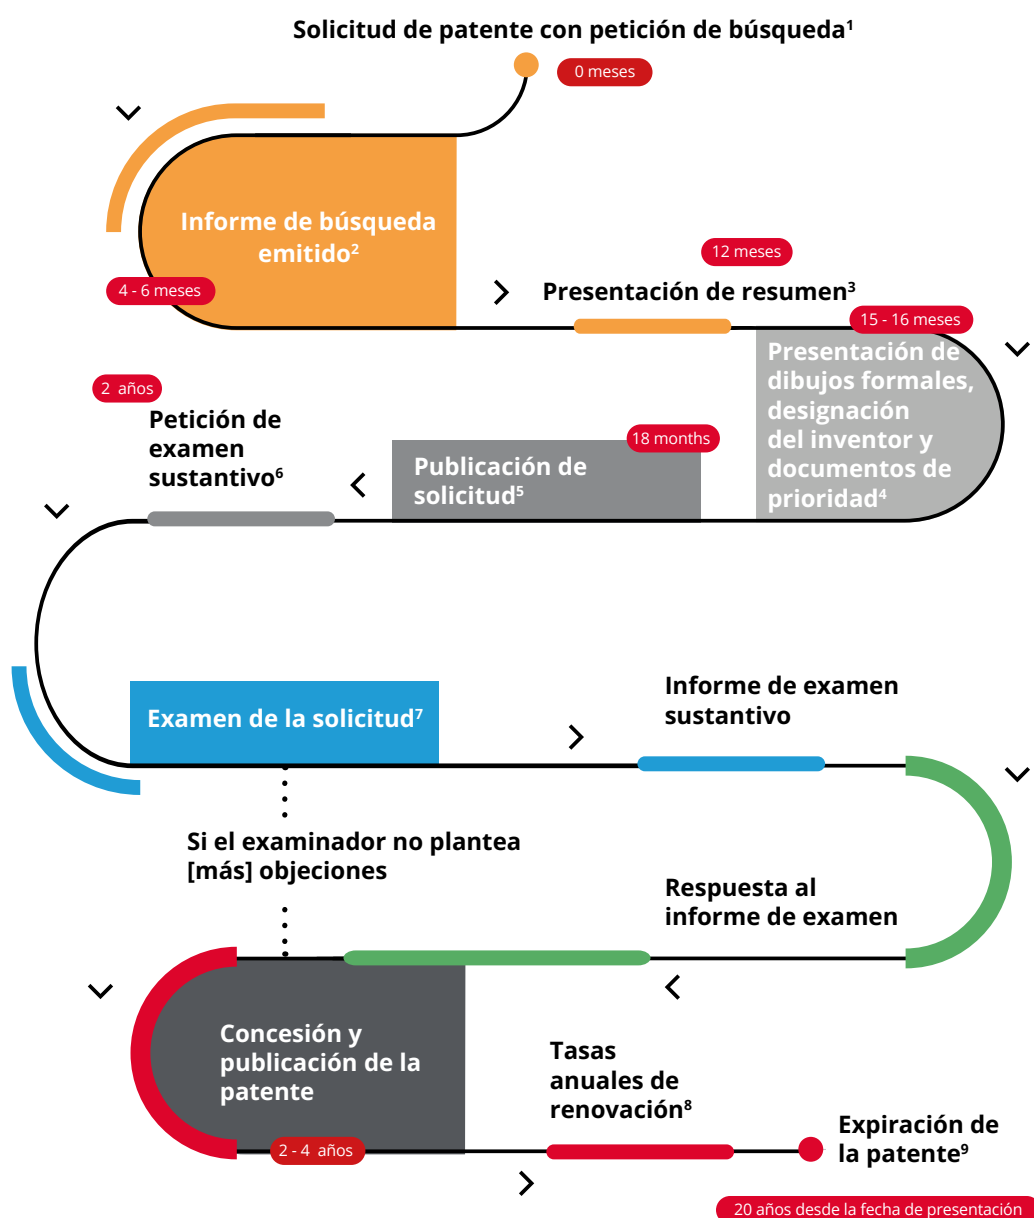 Solicitud de patente con petición de búsqueda¹
0 meses
Informe de búsqueda
emitido²
4 - 6 meses
12 meses
Presentación de resumen³
15 - 16 meses
Presentación de
dibujos formales,
designación
del inventor y
documentos de
prioridad⁴
18 months
Publicación de
solicitud⁵
2 años
Petición de
examen
sustantivo⁶
Examen de la solicitud⁷
Informe de examen
sustantivo
Si el examinador no plantea
[más] objeciones
Respuesta al
informe de examen
Concesión y
publicación de la
patente
2 - 4 años
Tasas
anuales de
renovación⁸
Expiración de
la patente⁹
20 años desde la fecha de presentación